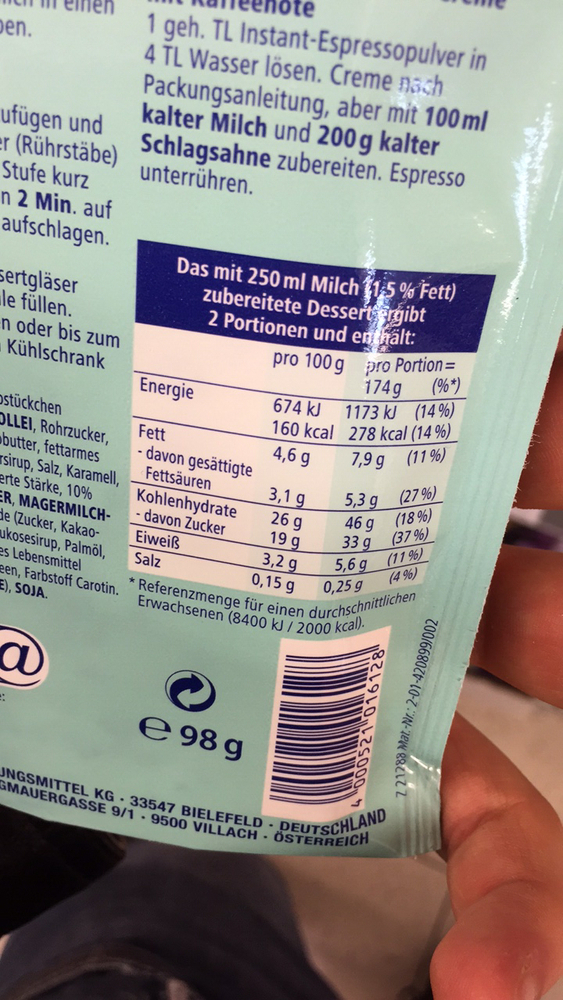 einen
mit Kaffeenote
1 geh. TL Instant-Espressopulver in
4 TL Wasser lösen. Creme nach
Packungsanleitung, aber mit 100 ml
kalter Milch und 200 g kalter
Schlagsahne zubereiten. Espresso
unterrühren.
ufügen und
er (Rührstäbe)
Stufe kurz
n 2 Min. auf
aufschlagen.
sertgläser
le füllen.
n oder bis zum
Kühlschrank
ostückchen
OLLEI, Rohrzucker,
obutter, fettarmes
rsirup, Salz, Karamell,
erte Stärke, 10%
ER, MAGERMILCH-
de (Zucker, Kakao-
ukosesirup, Palmöl,
es Lebensmittel
een, Farbstoff Carotin.
E), SOJA.
Das mit 250 ml Milch (1,5 % Fett)
zubereitete Dessert ergibt
2 Portionen und enthält:
pro 100 g pro Portion =
174 g (%*)
Energie 674 kJ 1173 kJ (14 %)
160 kcal 278 kcal (14 %)
Fett 4,6 g 7,9 g (11 %)
- davon gesättigte
Fettsäuren 3,1 g 5,3 g (27 %)
Kohlenhydrate 26 g 46 g (18 %)
- davon Zucker 19 g 33 g (37 %)
Eiweiß 3,2 g 5,6 g (11 %)
Salz 0,15 g 0,25 g (4 %)
* Referenzmenge für einen durchschnittlichen
Erwachsenen (8400 kJ / 2000 kcal).
@
e 98 g
4 000521 016128
Z 21288 Mat.-Nr.: 2-01-420899/002
UNGSMITTEL KG · 33547 BIELEFELD · DEUTSCHLAND
GMAUERGASSE 9/1 · 9500 VILLACH · ÖSTERREICH